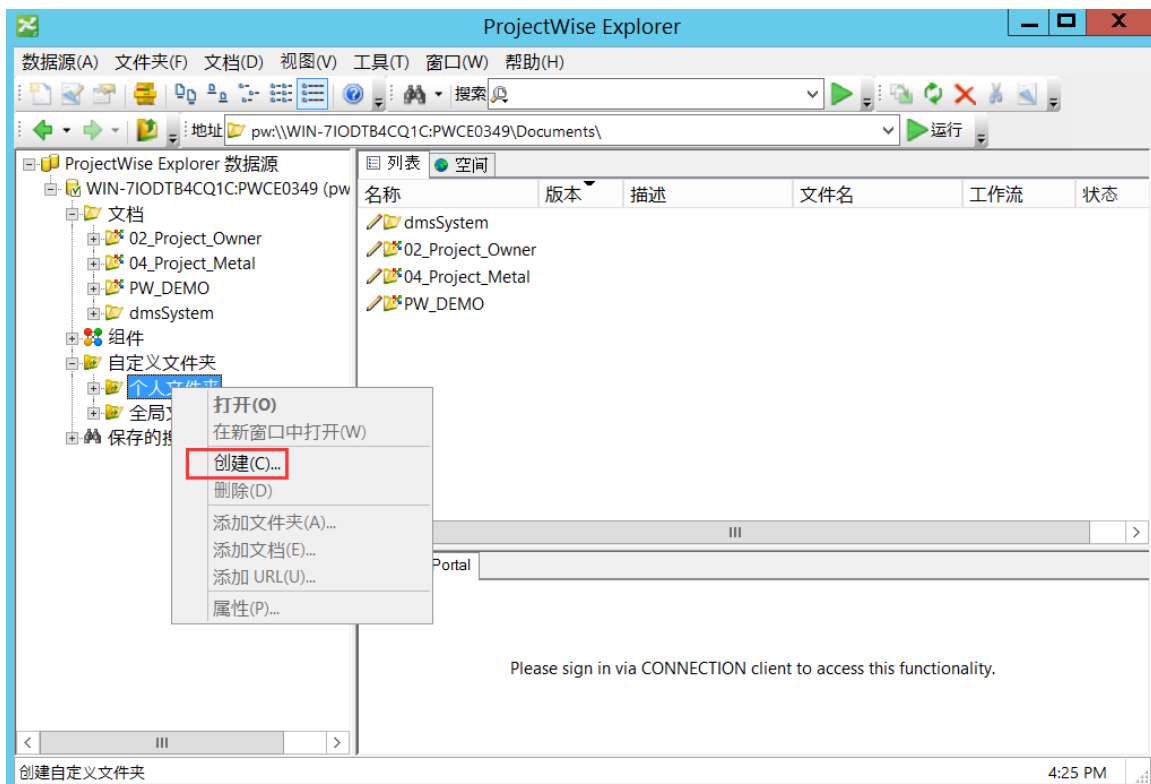 ProjectWise Explorer
数据源(A) 文件夹(F) 文档(D) 视图(V) 工具(T) 窗口(W) 帮助(H)
搜索
地址 pw:\\WIN-7IODTB4CQ1C:PWCE0349\Documents\ 运行
ProjectWise Explorer 数据源
WIN-7IODTB4CQ1C:PWCE0349 (pw
文档
02_Project_Owner
04_Project_Metal
PW_DEMO
dmsSystem
组件
自定义文件夹
个人文件夹
全局
保存的
列表 空间
名称 版本 描述 文件名 工作流 状态
dmsSystem
02_Project_Owner
04_Project_Metal
PW_DEMO
打开(O)
在新窗口中打开(W)
创建(C)...
删除(D)
添加文件夹(A)...
添加文档(E)...
添加 URL(U)...
属性(P)...
Portal
Please sign in via CONNECTION client to access this functionality.
创建自定义文件夹 4:25 PM